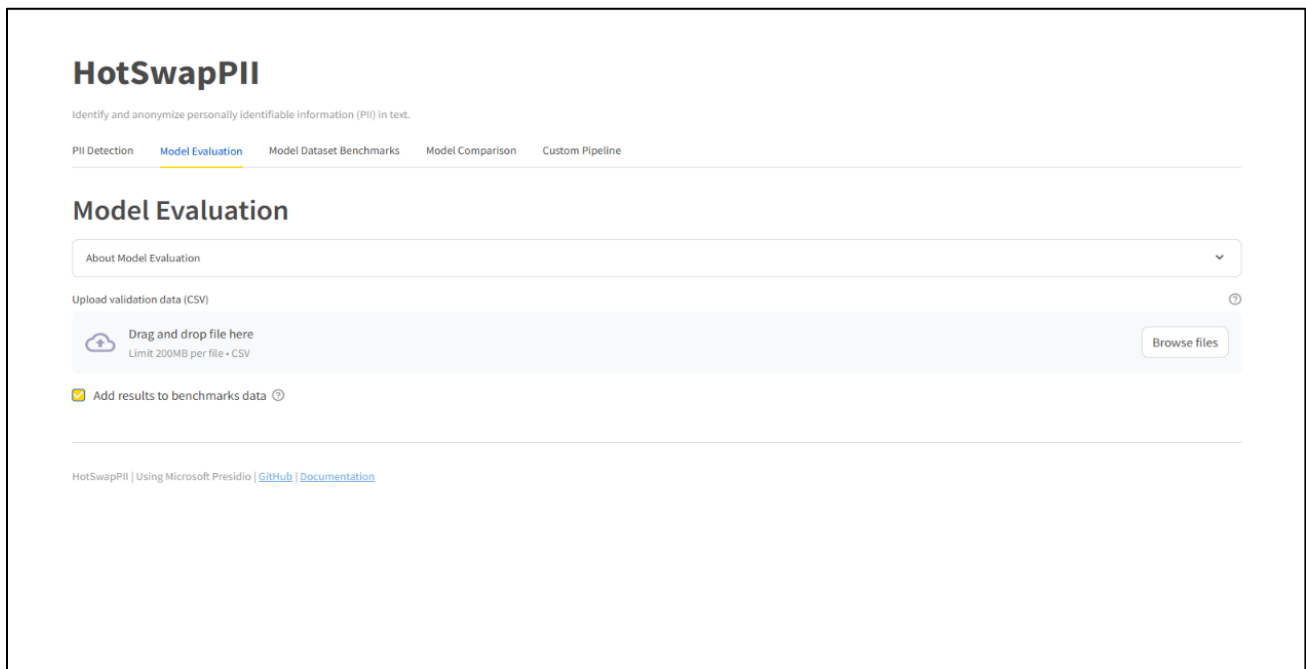 HotSwapPII
Identify and anonymize personally identifiable information (PII) in text.
PII Detection Model Evaluation Model Dataset Benchmarks Model Comparison Custom Pipeline
Model Evaluation
About Model Evaluation
Upload validation data (CSV)
Drag and drop file here
Limit 200MB per file • CSV
Browse files
Add results to benchmarks data
HotSwapPII | Using Microsoft Presidio | GitHub | Documentation